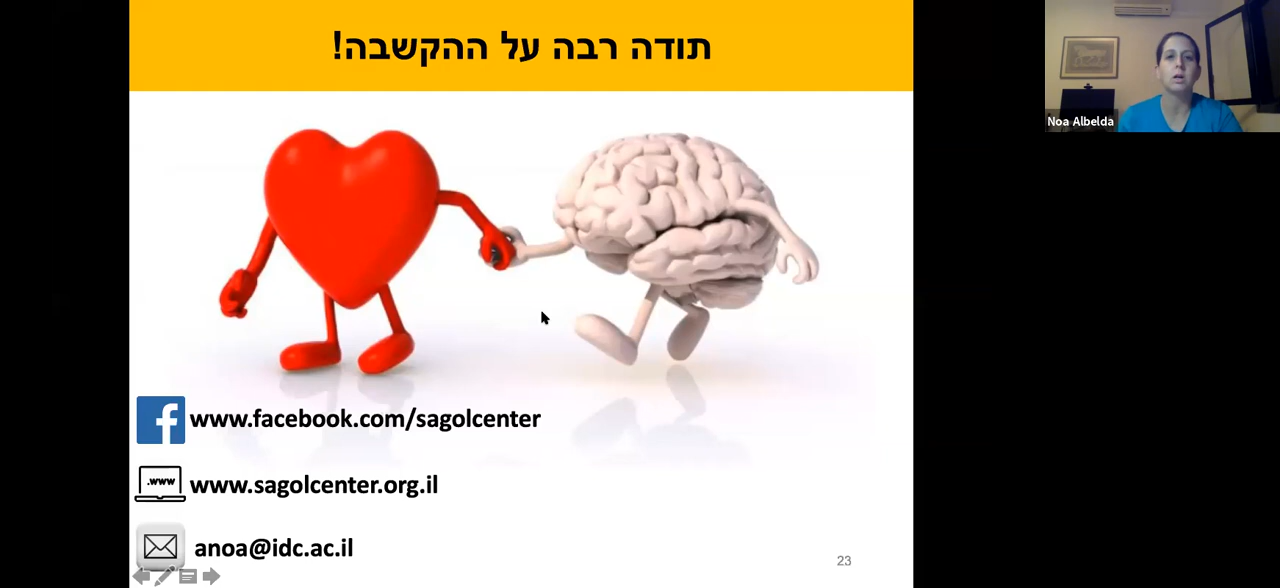 תודה רבה על ההקשבה!
Noa Albelda
www.facebook.com/sagolcenter
.www
www.sagolcenter.org.il
anoa@idc.ac.il
23